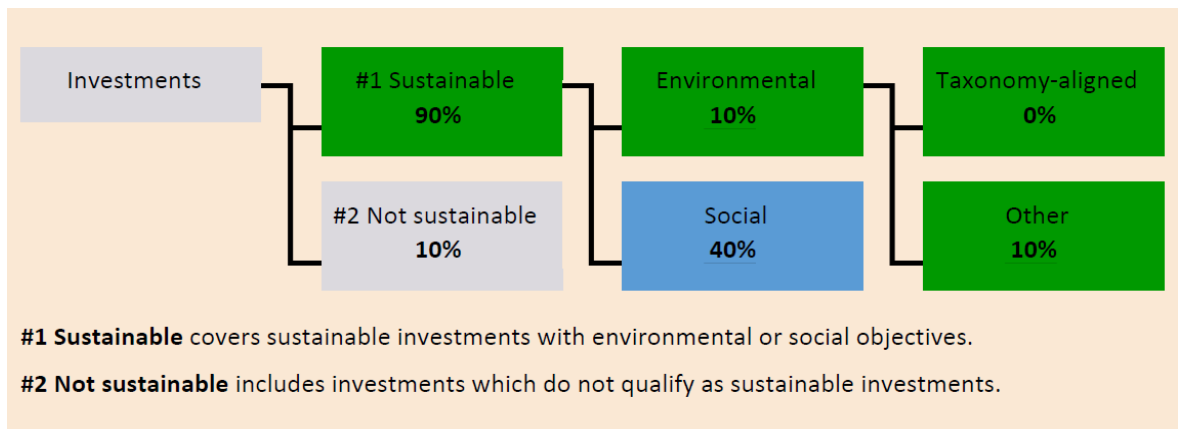 Investments
#1 Sustainable
90%
Environmental
10%
Taxonomy-aligned
0%
#2 Not sustainable
10%
Social
40%
Other
10%
#1 Sustainable covers sustainable investments with environmental or social objectives.
#2 Not sustainable includes investments which do not qualify as sustainable investments.